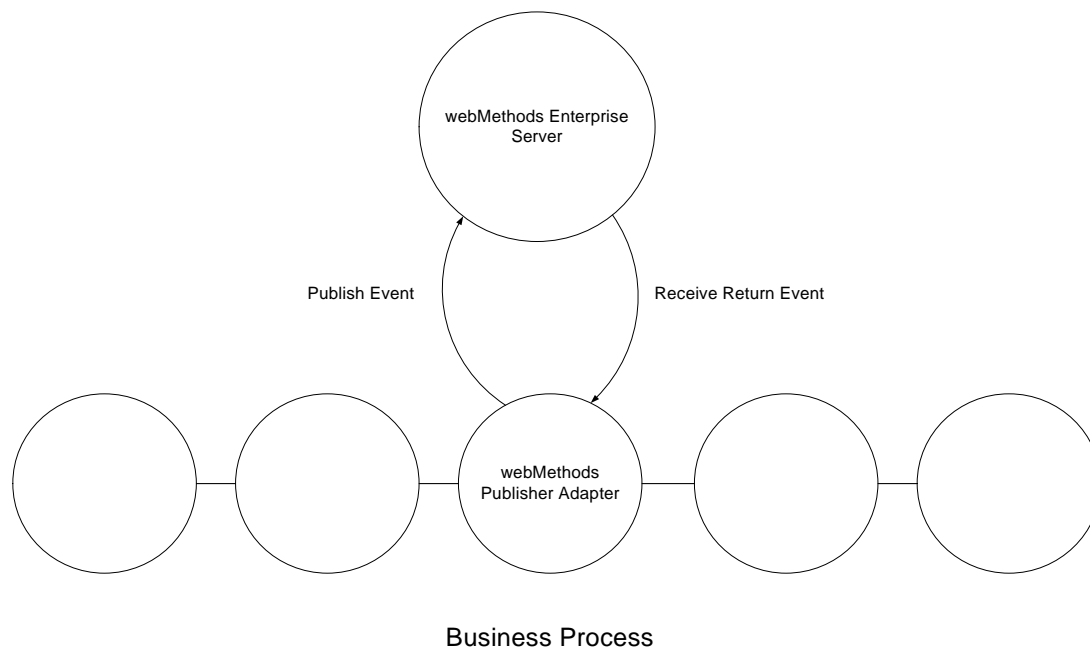 webMethods Enterprise
Server
Publish Event
Receive Return Event
webMethods
Publisher Adapter
Business Process